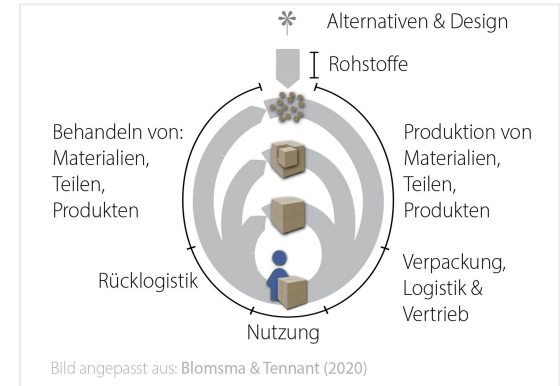 Alternativen & Design
Rohstoffe
Behandeln von:
Materialien,
Teilen,
Produkten
Produktion von
Materialien,
Teilen,
Produkten
Rücklogistik
Verpackung,
Logistik &
Vertrieb
Nutzung
Bild angepasst aus: Blomsma & Tennant (2020)